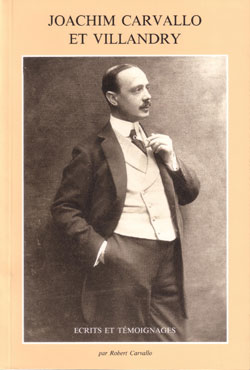 JOACHIM CARVALLO
ET VILLANDRY
ECRITS ET TÉMOIGNAGES
par Robert Carvallo